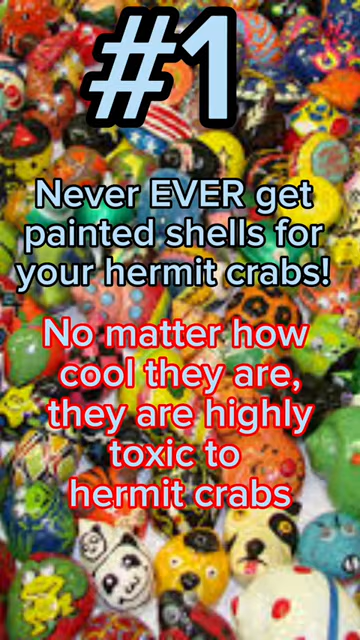 #1
Never EVER get
painted shells for
your hermit crabs!
No matter how
cool they are,
they are highly
toxic to
hermit crabs